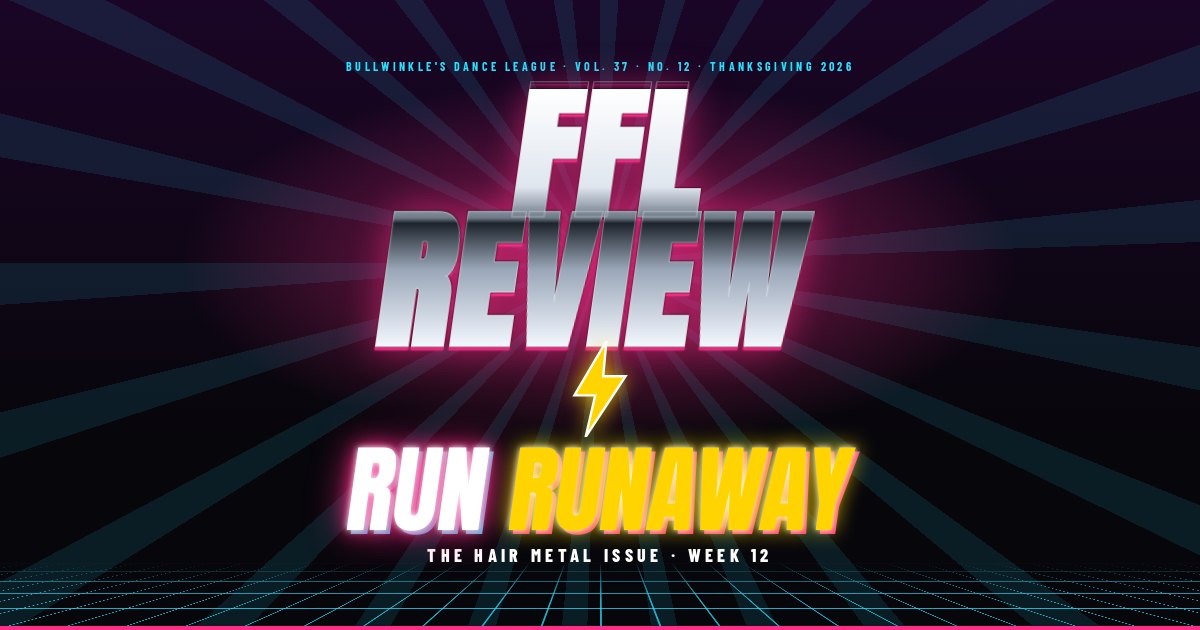 BULLWINKLE'S DANCE LEAGUE · VOL. 37 · NO. 12 · THANKSGIVING 2026
FFL
REVIEW
RUN RUNAWAY
THE HAIR METAL ISSUE · WEEK 12